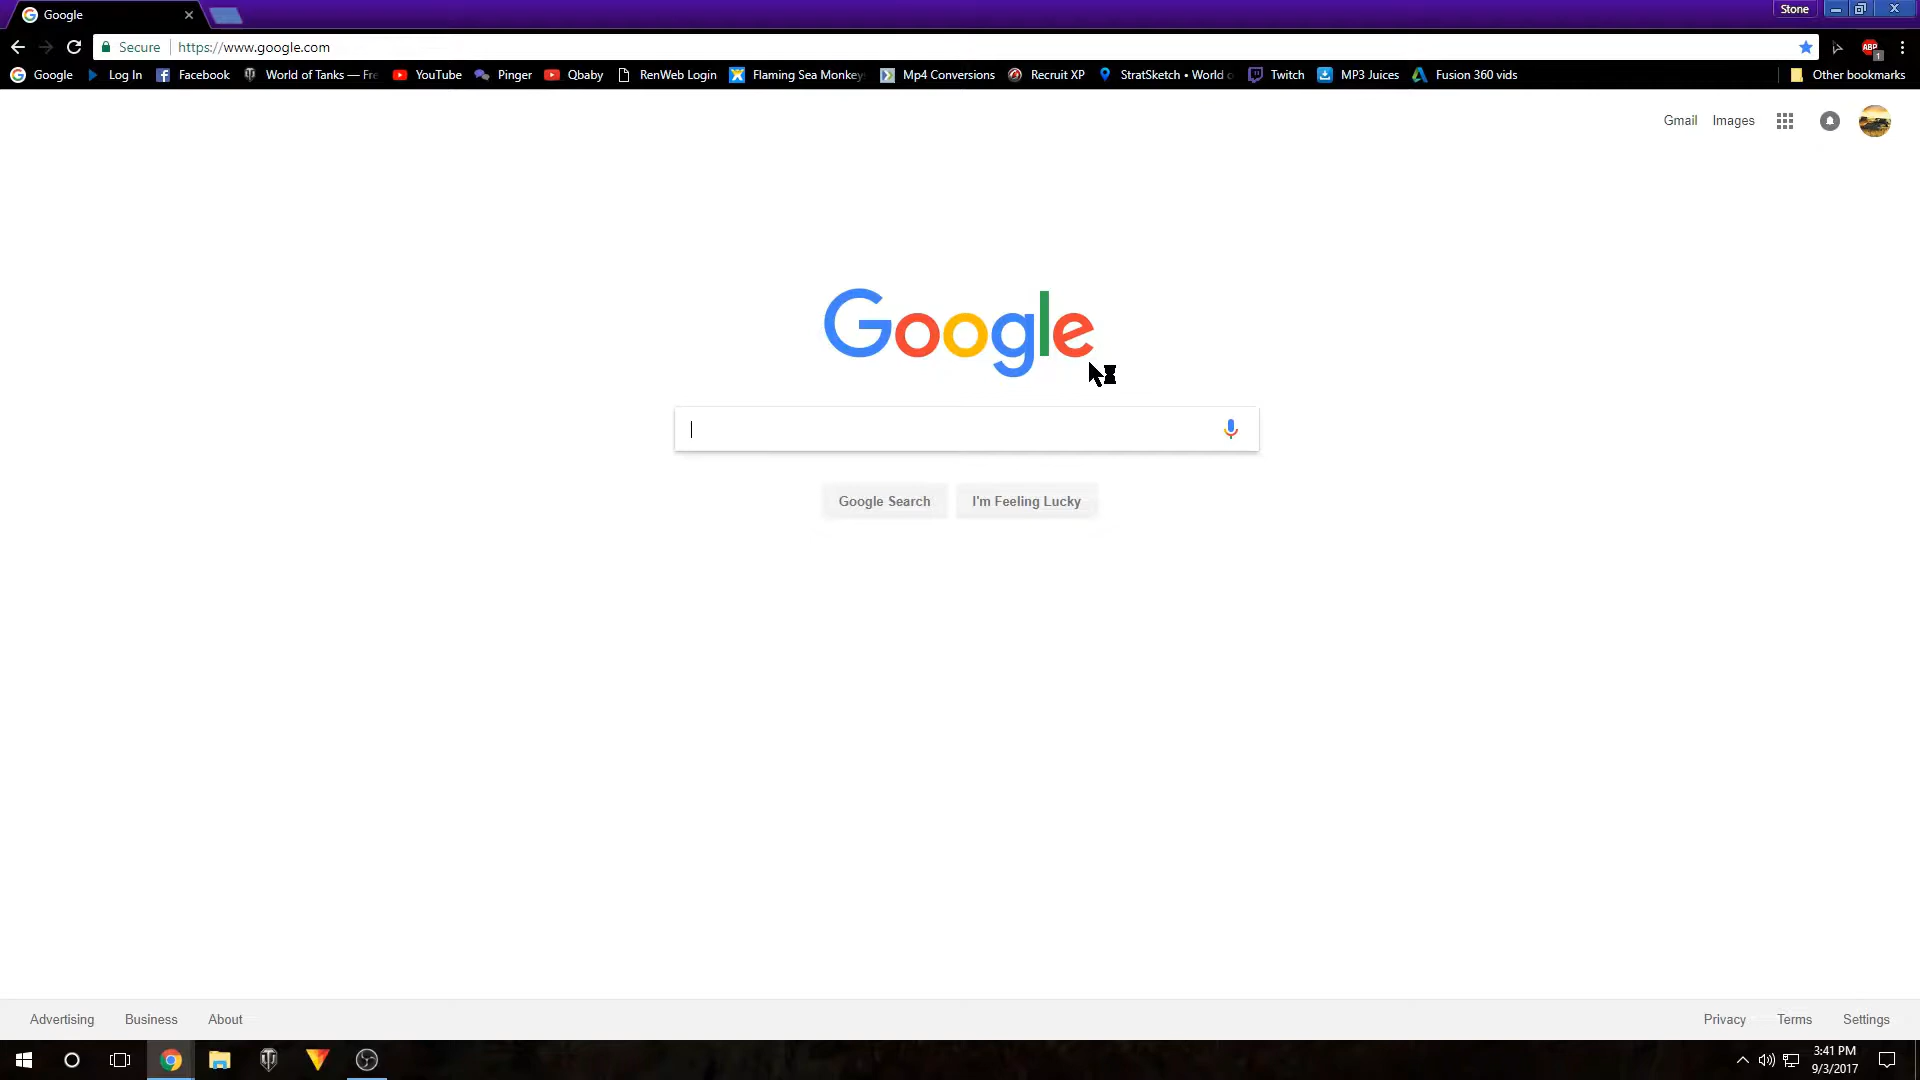 Google
Stone
Secure https://www.google.com
Google Log In Facebook World of Tanks — Fre YouTube Pinger Qbaby RenWeb Login Flaming Sea Monkey Mp4 Conversions Recruit XP StratSketch • World o Twitch MP3 Juices Fusion 360 vids Other bookmarks
Gmail Images
Google
Google Search I'm Feeling Lucky
Advertising Business About Privacy Terms Settings
ABP 1
3:41 PM
9/3/2017